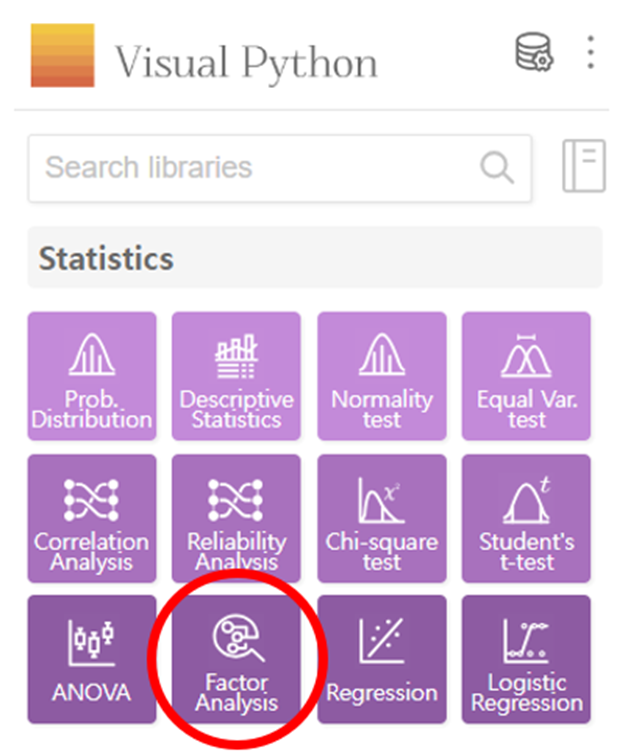 Visual Python
Search libraries
Statistics
Prob.
Distribution
Descriptive
Statistics
Normality
test
Equal Var.
test
Correlation
Analysis
Reliability
Analysis
χ²
Chi-square
test
t
Student's
t-test
ANOVA
Factor
Analysis
Regression
Logistic
Regression